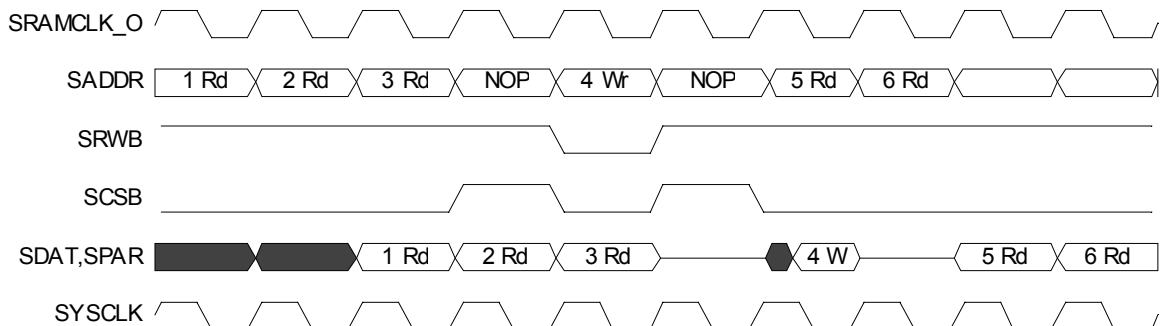 SRAMCLK_O
SADDR 1 Rd 2 Rd 3 Rd NOP 4 Wr NOP 5 Rd 6 Rd
SRWB
SCSB
SDAT,SPAR 1 Rd 2 Rd 3 Rd 4 W 5 Rd 6 Rd
SYSCLK